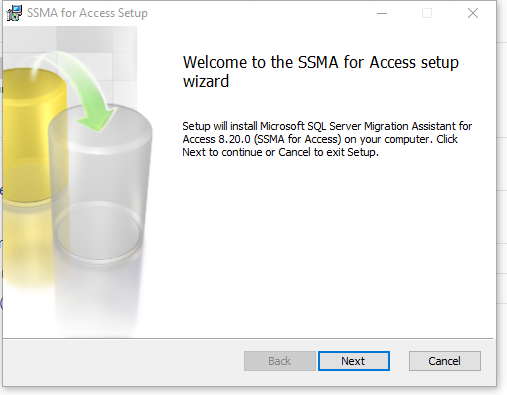 SSMA for Access Setup
Welcome to the SSMA for Access setup
wizard
Setup will install Microsoft SQL Server Migration Assistant for
Access 8.20.0 (SSMA for Access) on your computer. Click
Next to continue or Cancel to exit Setup.
Back
Next
Cancel